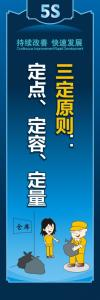 5S
持续改善 快速发展
Continuous Improvement Rapid Development
三定原则：
定点、定容、定量
仓库